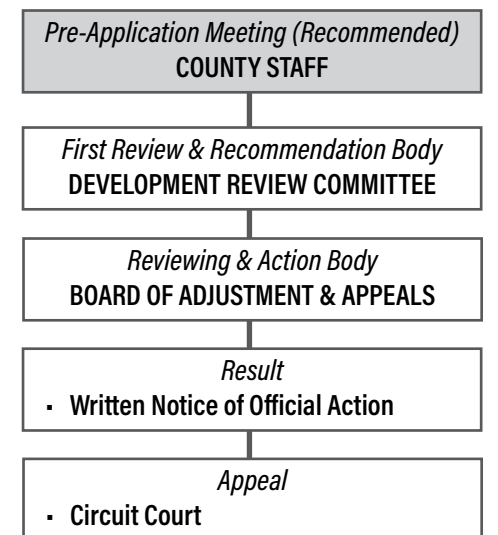 Pre-Application Meeting (Recommended)
COUNTY STAFF
First Review & Recommendation Body
DEVELOPMENT REVIEW COMMITTEE
Reviewing & Action Body
BOARD OF ADJUSTMENT & APPEALS
Result
▪ Written Notice of Official Action
Appeal
▪ Circuit Court